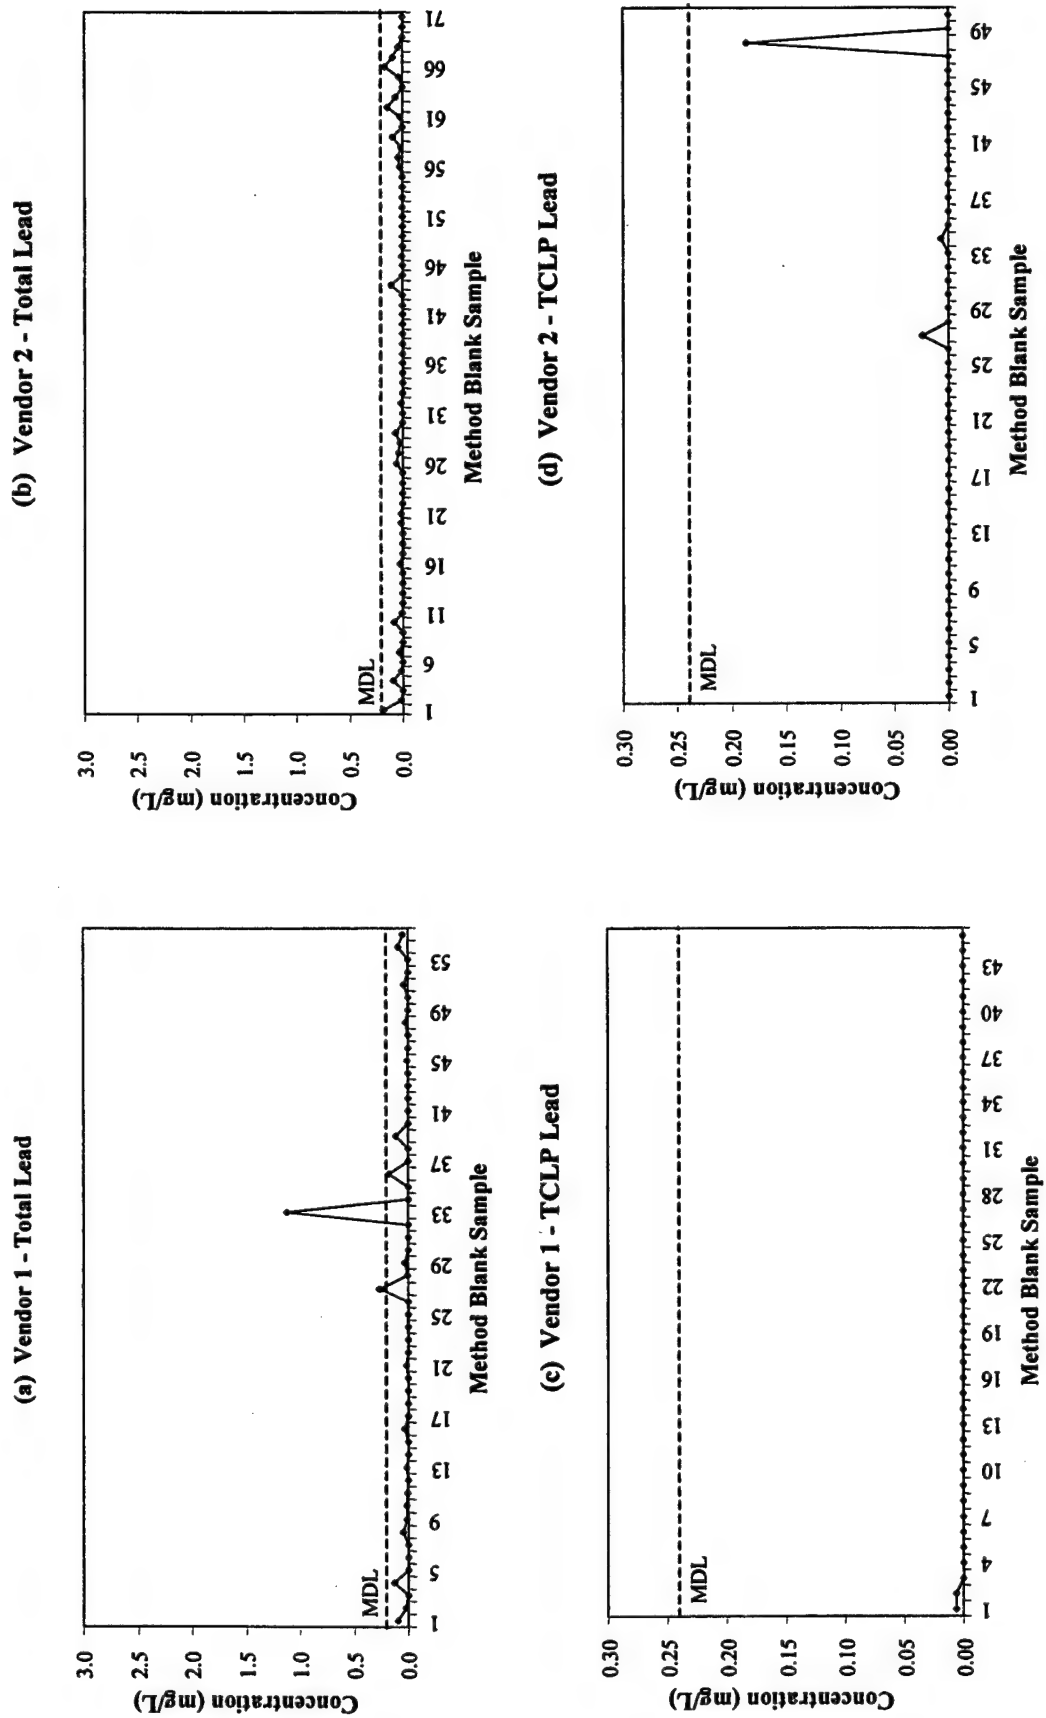 (a) Vendor 1 - Total Lead
Concentration (mg/L)
3.0
2.5
2.0
1.5
1.0
0.5
0.0
MDL
1 5 9 13 17 21 25 29 33 37 41 45 49 53
Method Blank Sample
(b) Vendor 2 - Total Lead
Concentration (mg/L)
3.0
2.5
2.0
1.5
1.0
0.5
0.0
MDL
1 6 11 16 21 26 31 36 41 46 51 56 61 66 71
Method Blank Sample
(c) Vendor 1 - TCLP Lead
Concentration (mg/L)
0.30
0.25
0.20
0.15
0.10
0.05
0.00
MDL
1 4 7 10 13 16 19 22 25 28 31 34 37 40 43
Method Blank Sample
(d) Vendor 2 - TCLP Lead
Concentration (mg/L)
0.30
0.25
0.20
0.15
0.10
0.05
0.00
MDL
1 5 9 13 17 21 25 29 33 37 41 45 49
Method Blank Sample